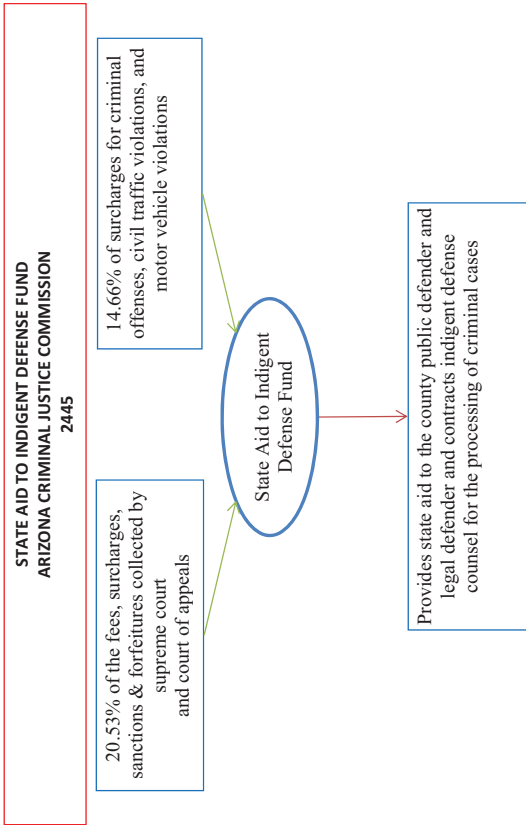 STATE AID TO INDIGENT DEFENSE FUND
ARIZONA CRIMINAL JUSTICE COMMISSION
2445
20.53% of the fees, surcharges,
sanctions & forfeitures collected by
supreme court
and court of appeals
14.66% of surcharges for criminal
offenses, civil traffic violations, and
motor vehicle violations
State Aid to Indigent
Defense Fund
Provides state aid to the county public defender and
legal defender and contracts indigent defense
counsel for the processing of criminal cases